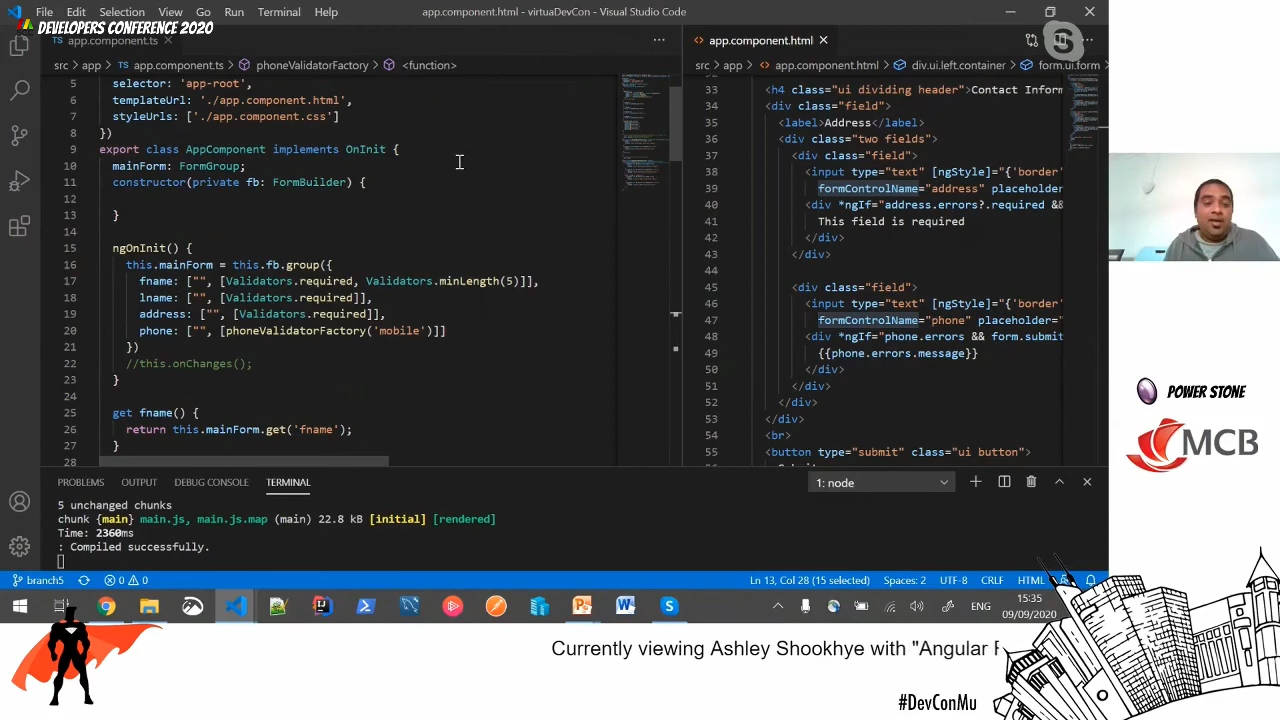 File Edit Selection View Go Run Terminal Help
app.component.html - virtuaDevCon - Visual Studio Code
DEVELOPERS CONFERENCE 2020
TS app.component.ts
src > app > TS app.component.ts > phoneValidatorFactory > <function>
5 selector: 'app-root',
6 templateUrl: './app.component.html',
7 styleUrls: ['./app.component.css']
8 })
9 export class AppComponent implements OnInit {
10 mainForm: FormGroup;
11 constructor(private fb: FormBuilder) {
12
13 }
14
15 ngOnInit() {
16 this.mainForm = this.fb.group({
17 fname: ["", [Validators.required, Validators.minLength(5)]],
18 lname: ["", [Validators.required]],
19 address: ["", [Validators.required]],
20 phone: ["", [phoneValidatorFactory('mobile')]]
21 })
22 //this.onChanges();
23 }
24
25 get fname() {
26 return this.mainForm.get('fname');
27 }
28
<> app.component.html
src > app > <> app.component.html > div.ui.left.container > form.ui.form
33 <h4 class="ui dividing header">Contact Inform
34 <div class="field">
35 <label>Address</label>
36 <div class="two fields">
37 <div class="field">
38 <input type="text" [ngStyle]="{'border'
39 formControlName="address" placeholder
40 <div *ngIf="address.errors?.required &&
41 This field is required
42 </div>
43 </div>
44
45 <div class="field">
46 <input type="text" [ngStyle]="{'border'
47 formControlName="phone" placeholder="
48 <div *ngIf="phone.errors && form.submit
49 {{phone.errors.message}}
50 </div>
51 </div>
52 </div>
53 </div>
54 <br>
55 <button type="submit" class="ui button">
PROBLEMS OUTPUT DEBUG CONSOLE TERMINAL
1: node
5 unchanged chunks
chunk {main} main.js, main.js.map (main) 22.8 kB [initial] [rendered]
Time: 2360ms
: Compiled successfully.
branch5 0 0 Ln 13, Col 28 (15 selected) Spaces: 2 UTF-8 CRLF HTML
ENG
15:35
09/09/2020
POWER STONE
MCB
Currently viewing Ashley Shookhye with "Angular
#DevConMu